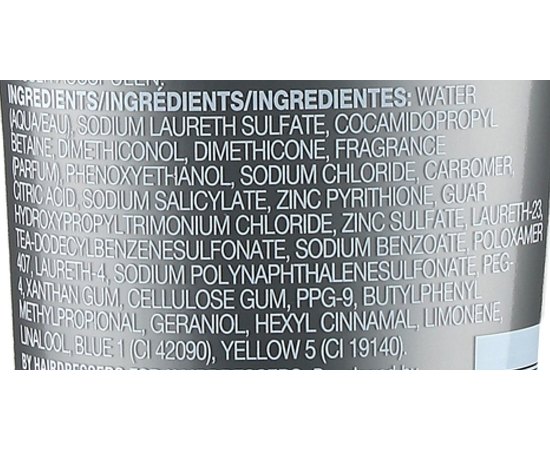 INGREDIENTS/INGRÉDIENTS/INGREDIENTES: WATER
(AQUA/EAU), SODIUM LAURETH SULFATE, COCAMIDOPROPYL
BETAINE, DIMETHICONOL, DIMETHICONE, FRAGRANCE
(PARFUM), PHENOXYETHANOL, SODIUM CHLORIDE, CARBOMER,
CITRIC ACID, SODIUM SALICYLATE, ZINC PYRITHIONE, GUAR
HYDROXYPROPYLTRIMONIUM CHLORIDE, ZINC SULFATE, LAURETH-23,
TEA-DODECYLBENZENESULFONATE, SODIUM BENZOATE, POLOXAMER
407, LAURETH-4, SODIUM POLYNAPHTHALENESULFONATE, PEG-
4, XANTHAN GUM, CELLULOSE GUM, PPG-9, BUTYLPHENYL
METHYLPROPIONAL, GERANIOL, HEXYL CINNAMAL, LIMONENE,
LINALOOL, BLUE 1 (CI 42090), YELLOW 5 (CI 19140).
BY HAIRDRESSERS FOR